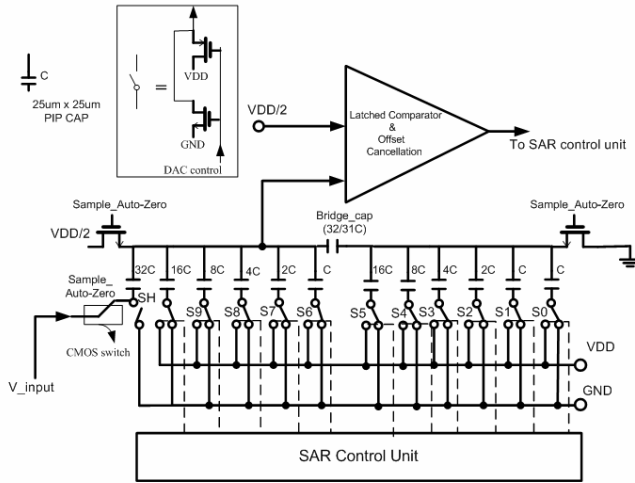 C
25um x 25um
PIP CAP
=
VDD
GND
DAC control
VDD/2
Latched Comparator
&
Offset
Cancellation
To SAR control unit
Sample_Auto-Zero
VDD/2
Bridge_cap
(32/31C)
Sample_Auto-Zero
32C 16C 8C 4C 2C C 16C 8C 4C 2C C C
Sample_
Auto-Zero
SH S9 S8 S7 S6 S5 S4 S3 S2 S1 S0
CMOS switch
V_input
VDD
GND
SAR Control Unit